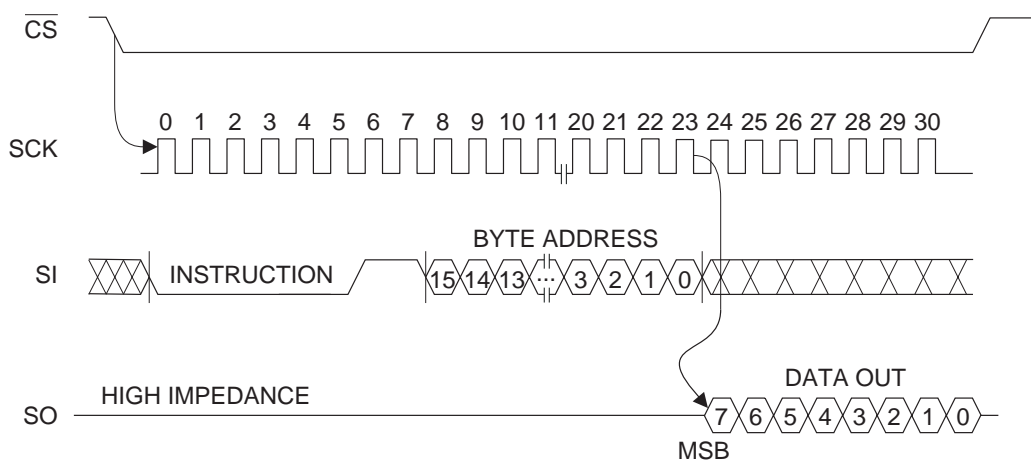 CS
0 1 2 3 4 5 6 7 8 9 10 11 20 21 22 23 24 25 26 27 28 29 30
SCK
BYTE ADDRESS
SI INSTRUCTION 15 14 13 ... 3 2 1 0
DATA OUT
HIGH IMPEDANCE
SO 7 6 5 4 3 2 1 0
MSB